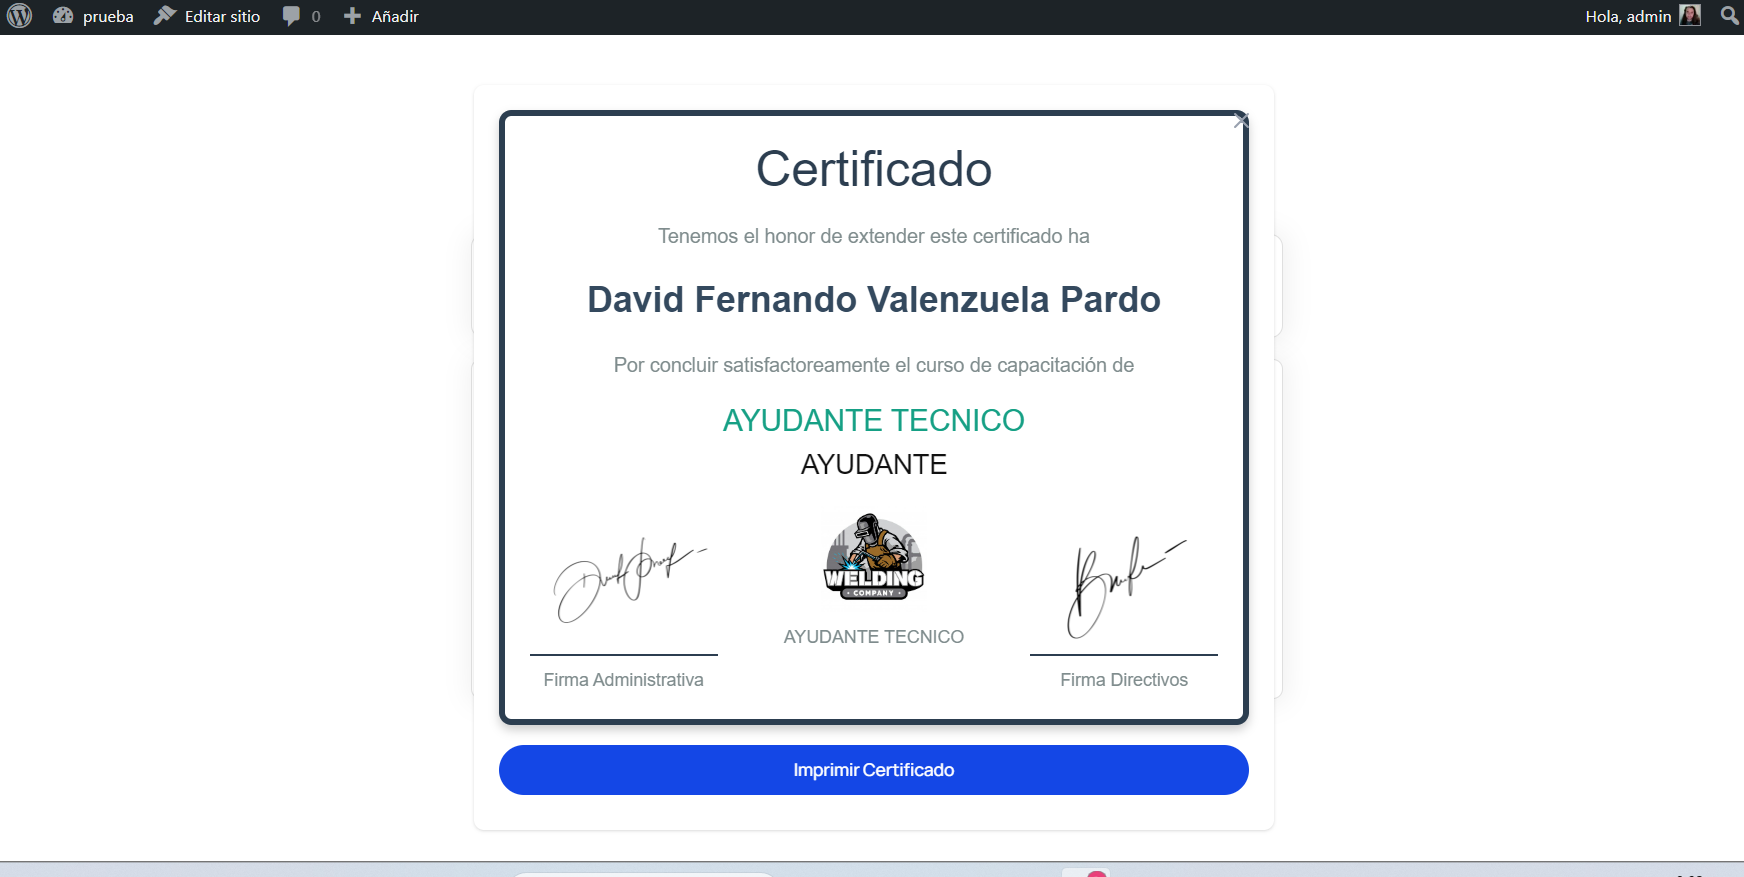 prueba Editar sitio 0 Añadir Hola, admin
Certificado
Tenemos el honor de extender este certificado ha
David Fernando Valenzuela Pardo
Por concluir satisfactoreamente el curso de capacitación de
AYUDANTE TECNICO
AYUDANTE
WELDING
COMPANY
AYUDANTE TECNICO
Firma Administrativa
Firma Directivos
Imprimir Certificado